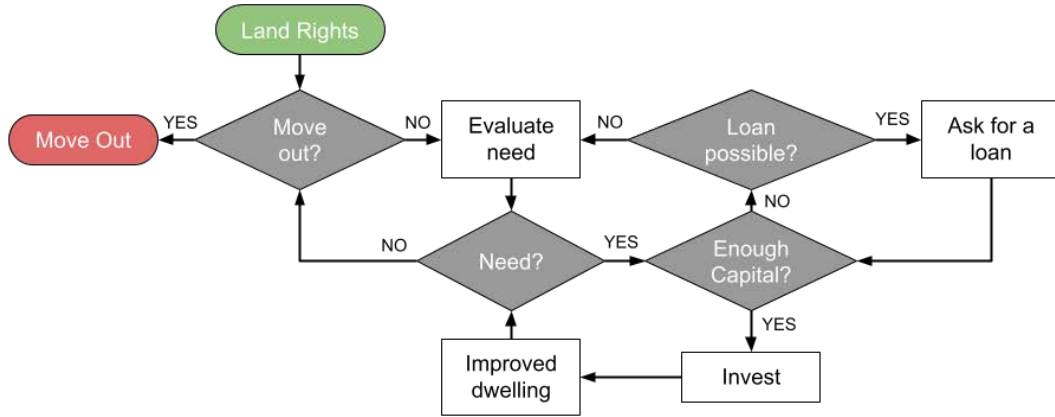 Land Rights
Move Out
YES
Move
out?
NO
Evaluate
need
NO
Loan
possible?
YES
Ask for a
loan
NO
NO
Need?
YES
Enough
Capital?
YES
Improved
dwelling
Invest